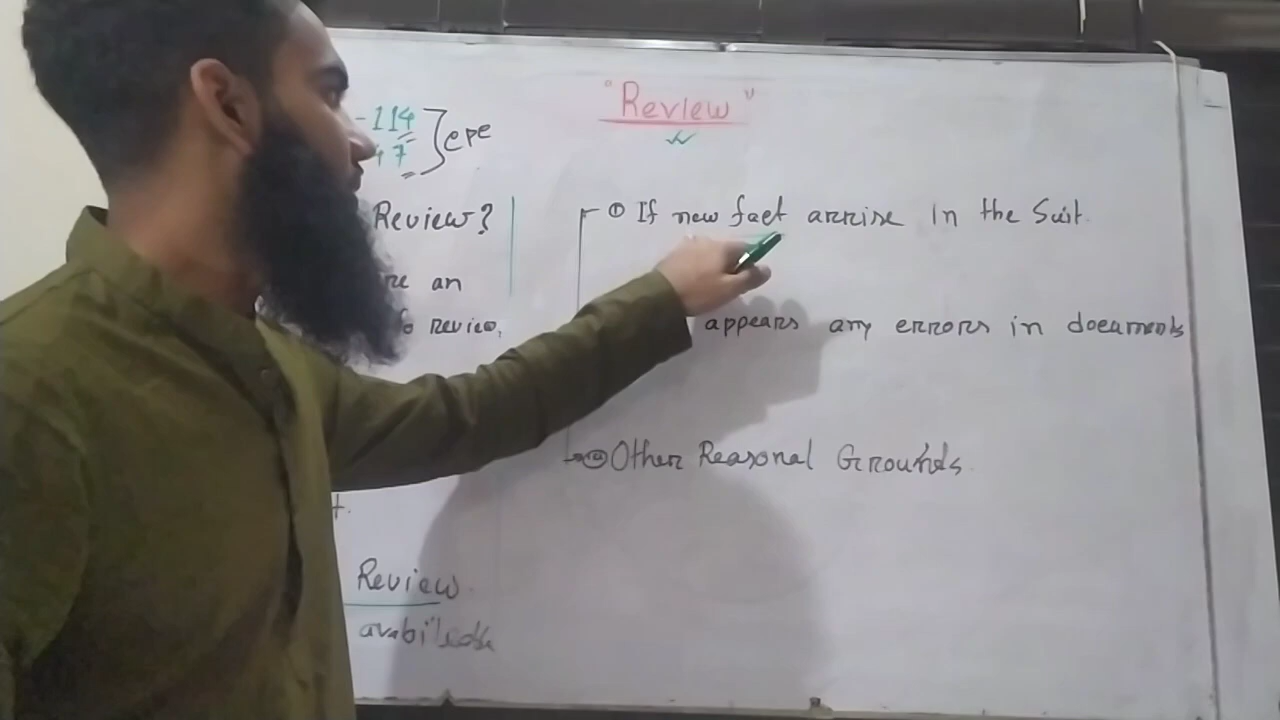 "Review"
-114
47
cpc
Review?
① If new fact arrise in the Suit.
an
review,
appears any errors in documents
Other Reasonal Grounds.
Review